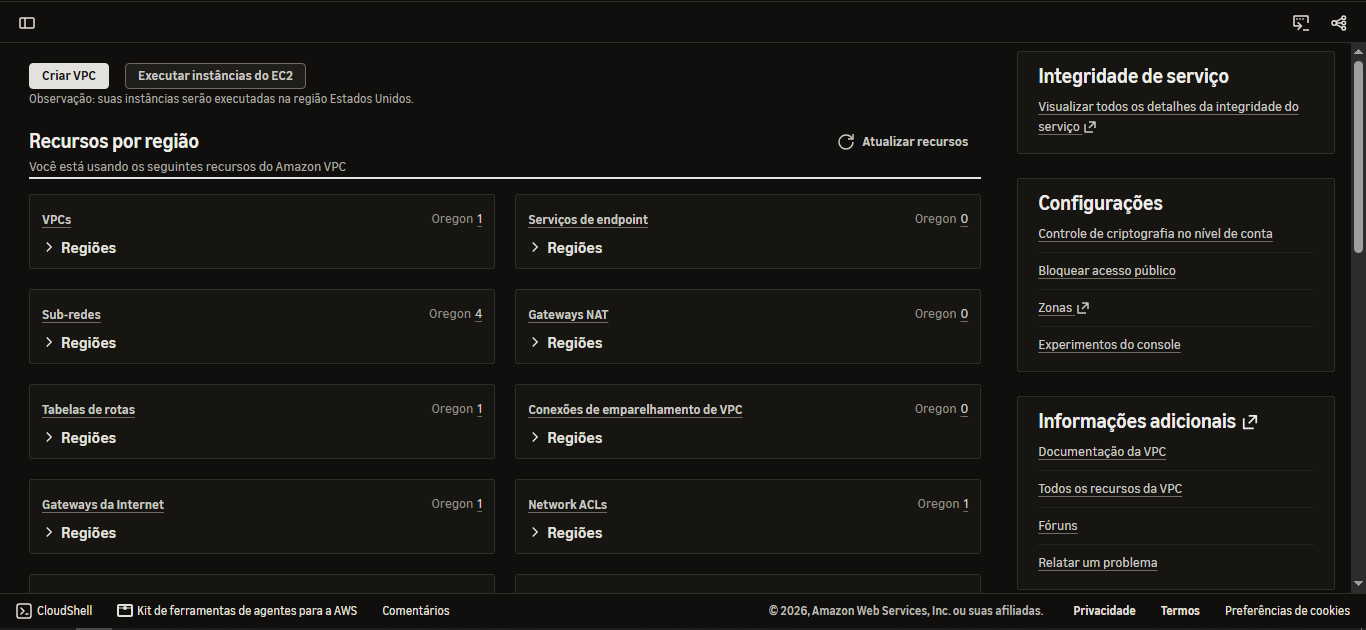 Criar VPC
Executar instâncias do EC2
Observação: suas instâncias serão executadas na região Estados Unidos.
Recursos por região
Atualizar recursos
Você está usando os seguintes recursos do Amazon VPC
VPCs
Oregon 1
Regiões
Serviços de endpoint
Oregon 0
Regiões
Sub-redes
Oregon 4
Regiões
Gateways NAT
Oregon 0
Regiões
Tabelas de rotas
Oregon 1
Regiões
Conexões de emparelhamento de VPC
Oregon 0
Regiões
Gateways da Internet
Oregon 1
Regiões
Network ACLs
Oregon 1
Regiões
Integridade de serviço
Visualizar todos os detalhes da integridade do
serviço
Configurações
Controle de criptografia no nível de conta
Bloquear acesso público
Zonas
Experimentos do console
Informações adicionais
Documentação da VPC
Todos os recursos da VPC
Fóruns
Relatar um problema
CloudShell
Kit de ferramentas de agentes para a AWS
Comentários
© 2026, Amazon Web Services, Inc. ou suas afiliadas.
Privacidade
Termos
Preferências de cookies